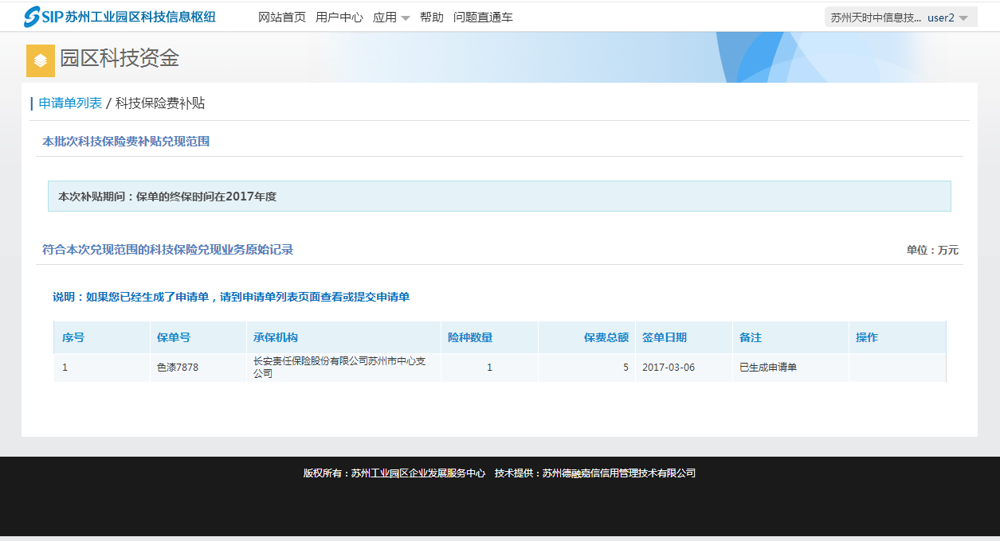 SIP苏州工业园区科技信息枢纽 网站首页 用户中心 应用 帮助 问题直通车 苏州天时中信息技... user2
园区科技资金
申请单列表 / 科技保险费补贴
本批次科技保险费补贴兑现范围
本次补贴期间：保单的终保时间在2017年度
符合本次兑现范围的科技保险兑现业务原始记录 单位：万元
说明：如果您已经生成了申请单，请到申请单列表页面查看或提交申请单
序号 保单号 承保机构 险种数量 保费总额 签单日期 备注 操作
1 色漆7878 长安责任保险股份有限公司苏州市中心支
公司 1 5 2017-03-06 已生成申请单
版权所有：苏州工业园区企业发展服务中心 技术提供：苏州德融嘉信信用管理技术有限公司